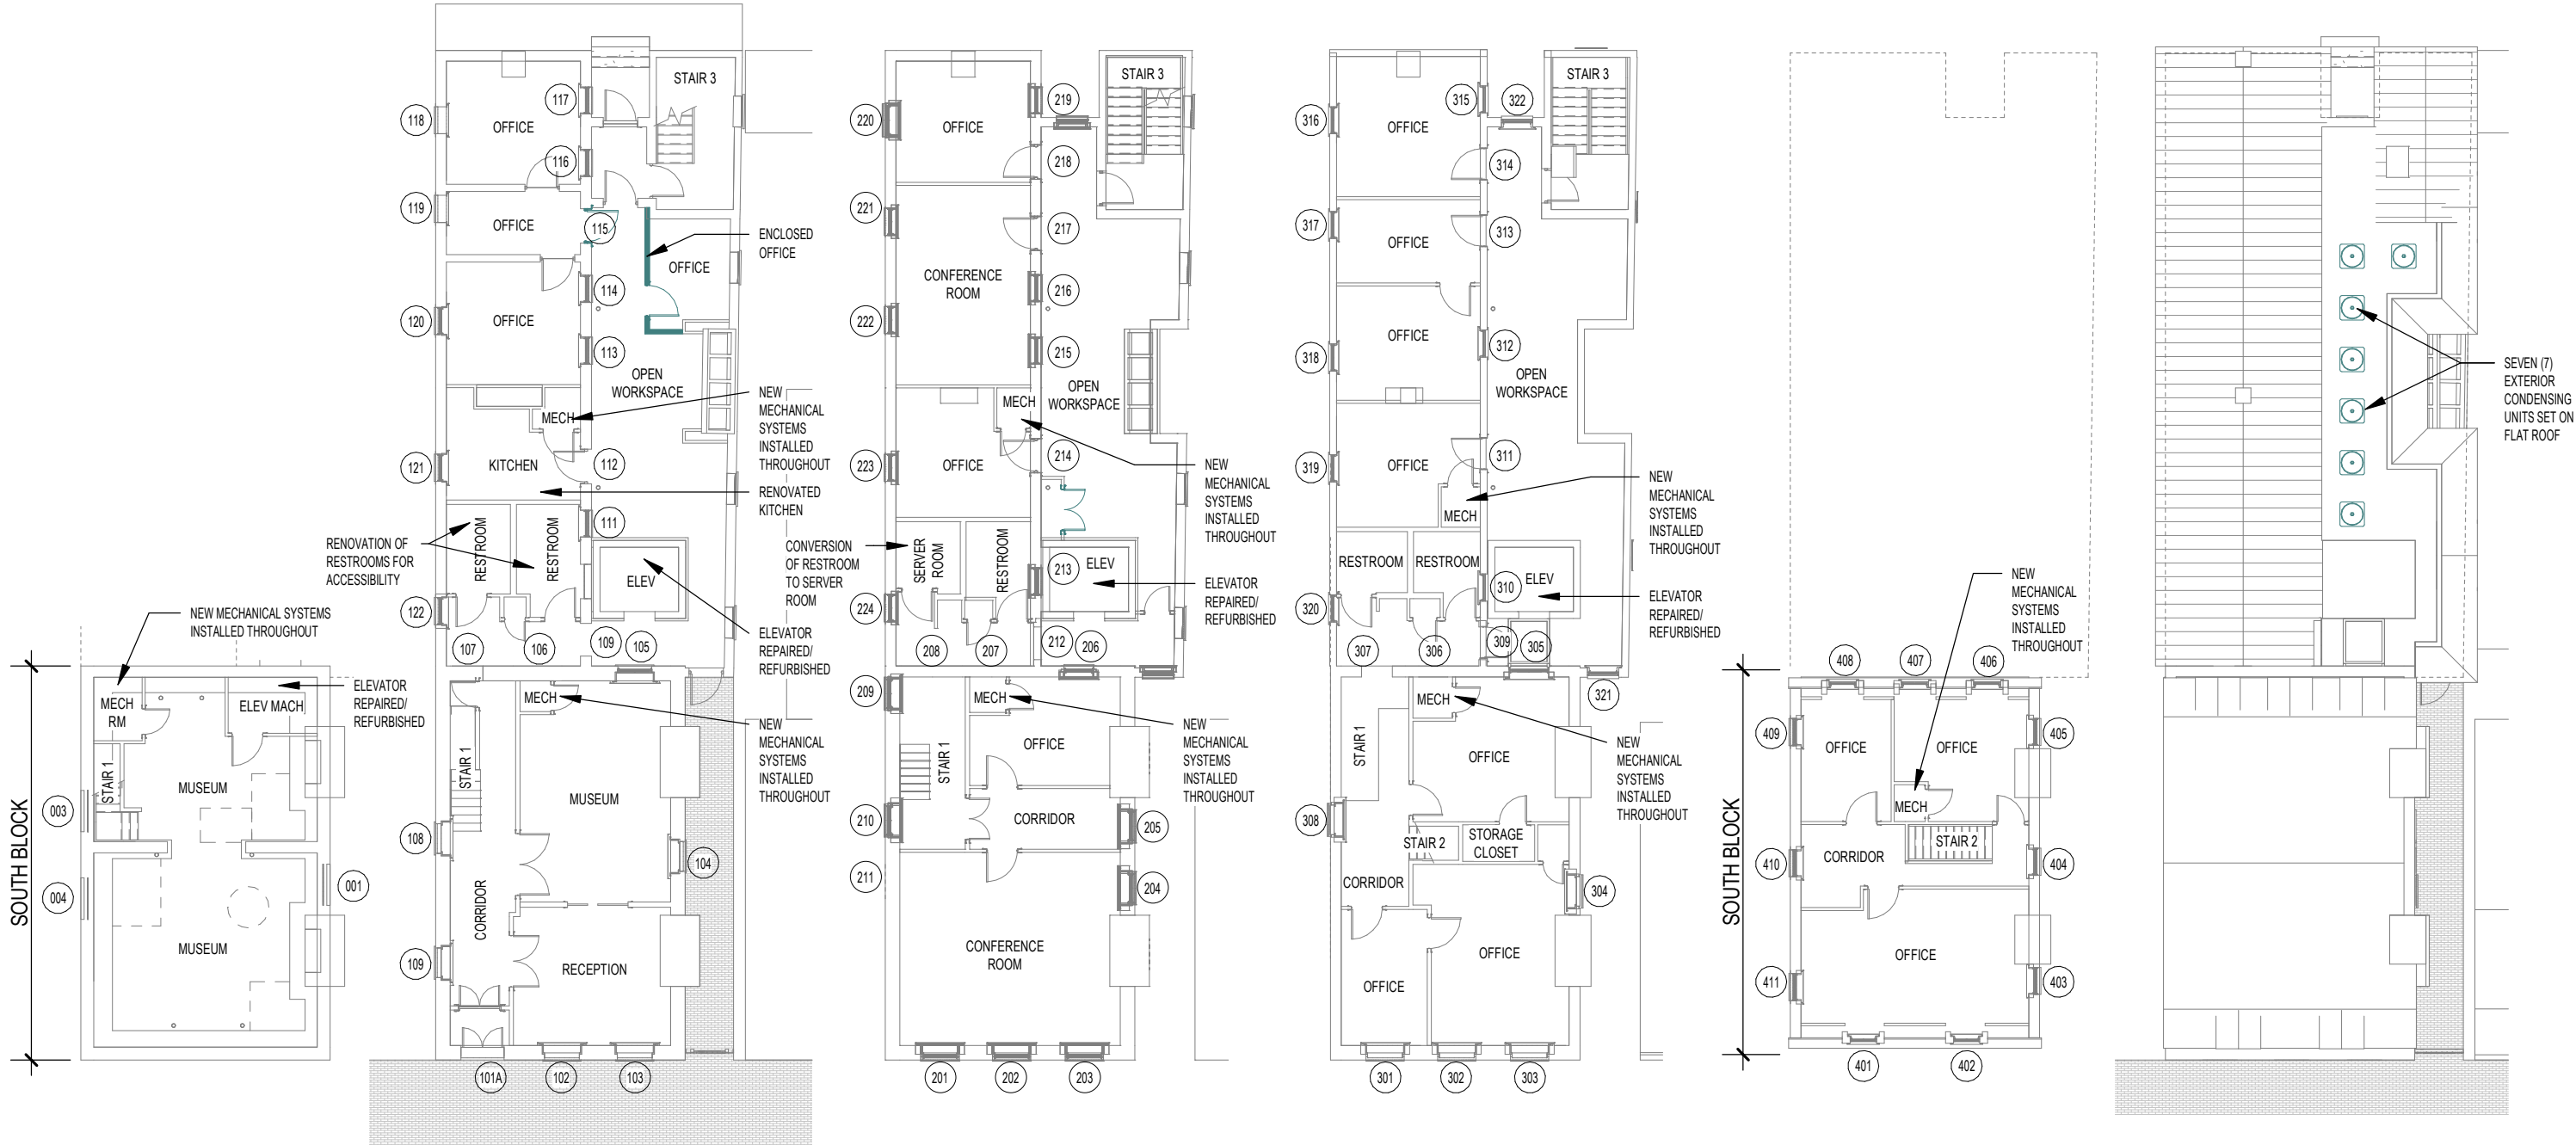 SOUTH BLOCK
NEW MECHANICAL SYSTEMS
INSTALLED THROUGHOUT
MECH
RM
ELEV MACH
ELEVATOR
REPAIRED/
REFURBISHED
STAIR 1
MUSEUM
MUSEUM
003
004
001
STAIR 3
118
117
OFFICE
116
119
OFFICE
115
ENCLOSED
OFFICE
OFFICE
120
OFFICE
114
113
OPEN
WORKSPACE
MECH
NEW
MECHANICAL
SYSTEMS
INSTALLED
THROUGHOUT
121
KITCHEN
112
RENOVATED
KITCHEN
RENOVATION OF
RESTROOMS FOR
ACCESSIBILITY
RESTROOM
RESTROOM
111
ELEV
122
107
106
109
105
ELEVATOR
REPAIRED/
REFURBISHED
MECH
NEW
MECHANICAL
SYSTEMS
INSTALLED
THROUGHOUT
STAIR 1
MUSEUM
108
104
CORRIDOR
109
RECEPTION
101A
102
103
STAIR 3
220
219
OFFICE
218
221
217
CONFERENCE
ROOM
216
222
215
OPEN
WORKSPACE
MECH
223
OFFICE
214
NEW
MECHANICAL
SYSTEMS
INSTALLED
THROUGHOUT
CONVERSION
OF RESTROOM
TO SERVER
ROOM
SERVER
ROOM
RESTROOM
213
ELEV
ELEVATOR
REPAIRED/
REFURBISHED
224
208
207
212
206
209
MECH
NEW
MECHANICAL
SYSTEMS
INSTALLED
THROUGHOUT
STAIR 1
OFFICE
210
CORRIDOR
205
211
204
CONFERENCE
ROOM
201
202
203
STAIR 3
315
322
316
OFFICE
314
317
OFFICE
313
318
OFFICE
312
OPEN
WORKSPACE
319
OFFICE
311
NEW
MECHANICAL
SYSTEMS
INSTALLED
THROUGHOUT
MECH
RESTROOM
RESTROOM
310
ELEV
ELEVATOR
REPAIRED/
REFURBISHED
320
307
306
309
305
321
MECH
NEW
MECHANICAL
SYSTEMS
INSTALLED
THROUGHOUT
STAIR 1
OFFICE
308
STAIR 2
STORAGE
CLOSET
CORRIDOR
304
OFFICE
OFFICE
301
302
303
SOUTH BLOCK
NEW
MECHANICAL
SYSTEMS
INSTALLED
THROUGHOUT
408
407
406
409
OFFICE
OFFICE
405
MECH
410
CORRIDOR
STAIR 2
404
411
OFFICE
403
401
402
SEVEN (7)
EXTERIOR
CONDENSING
UNITS SET ON
FLAT ROOF